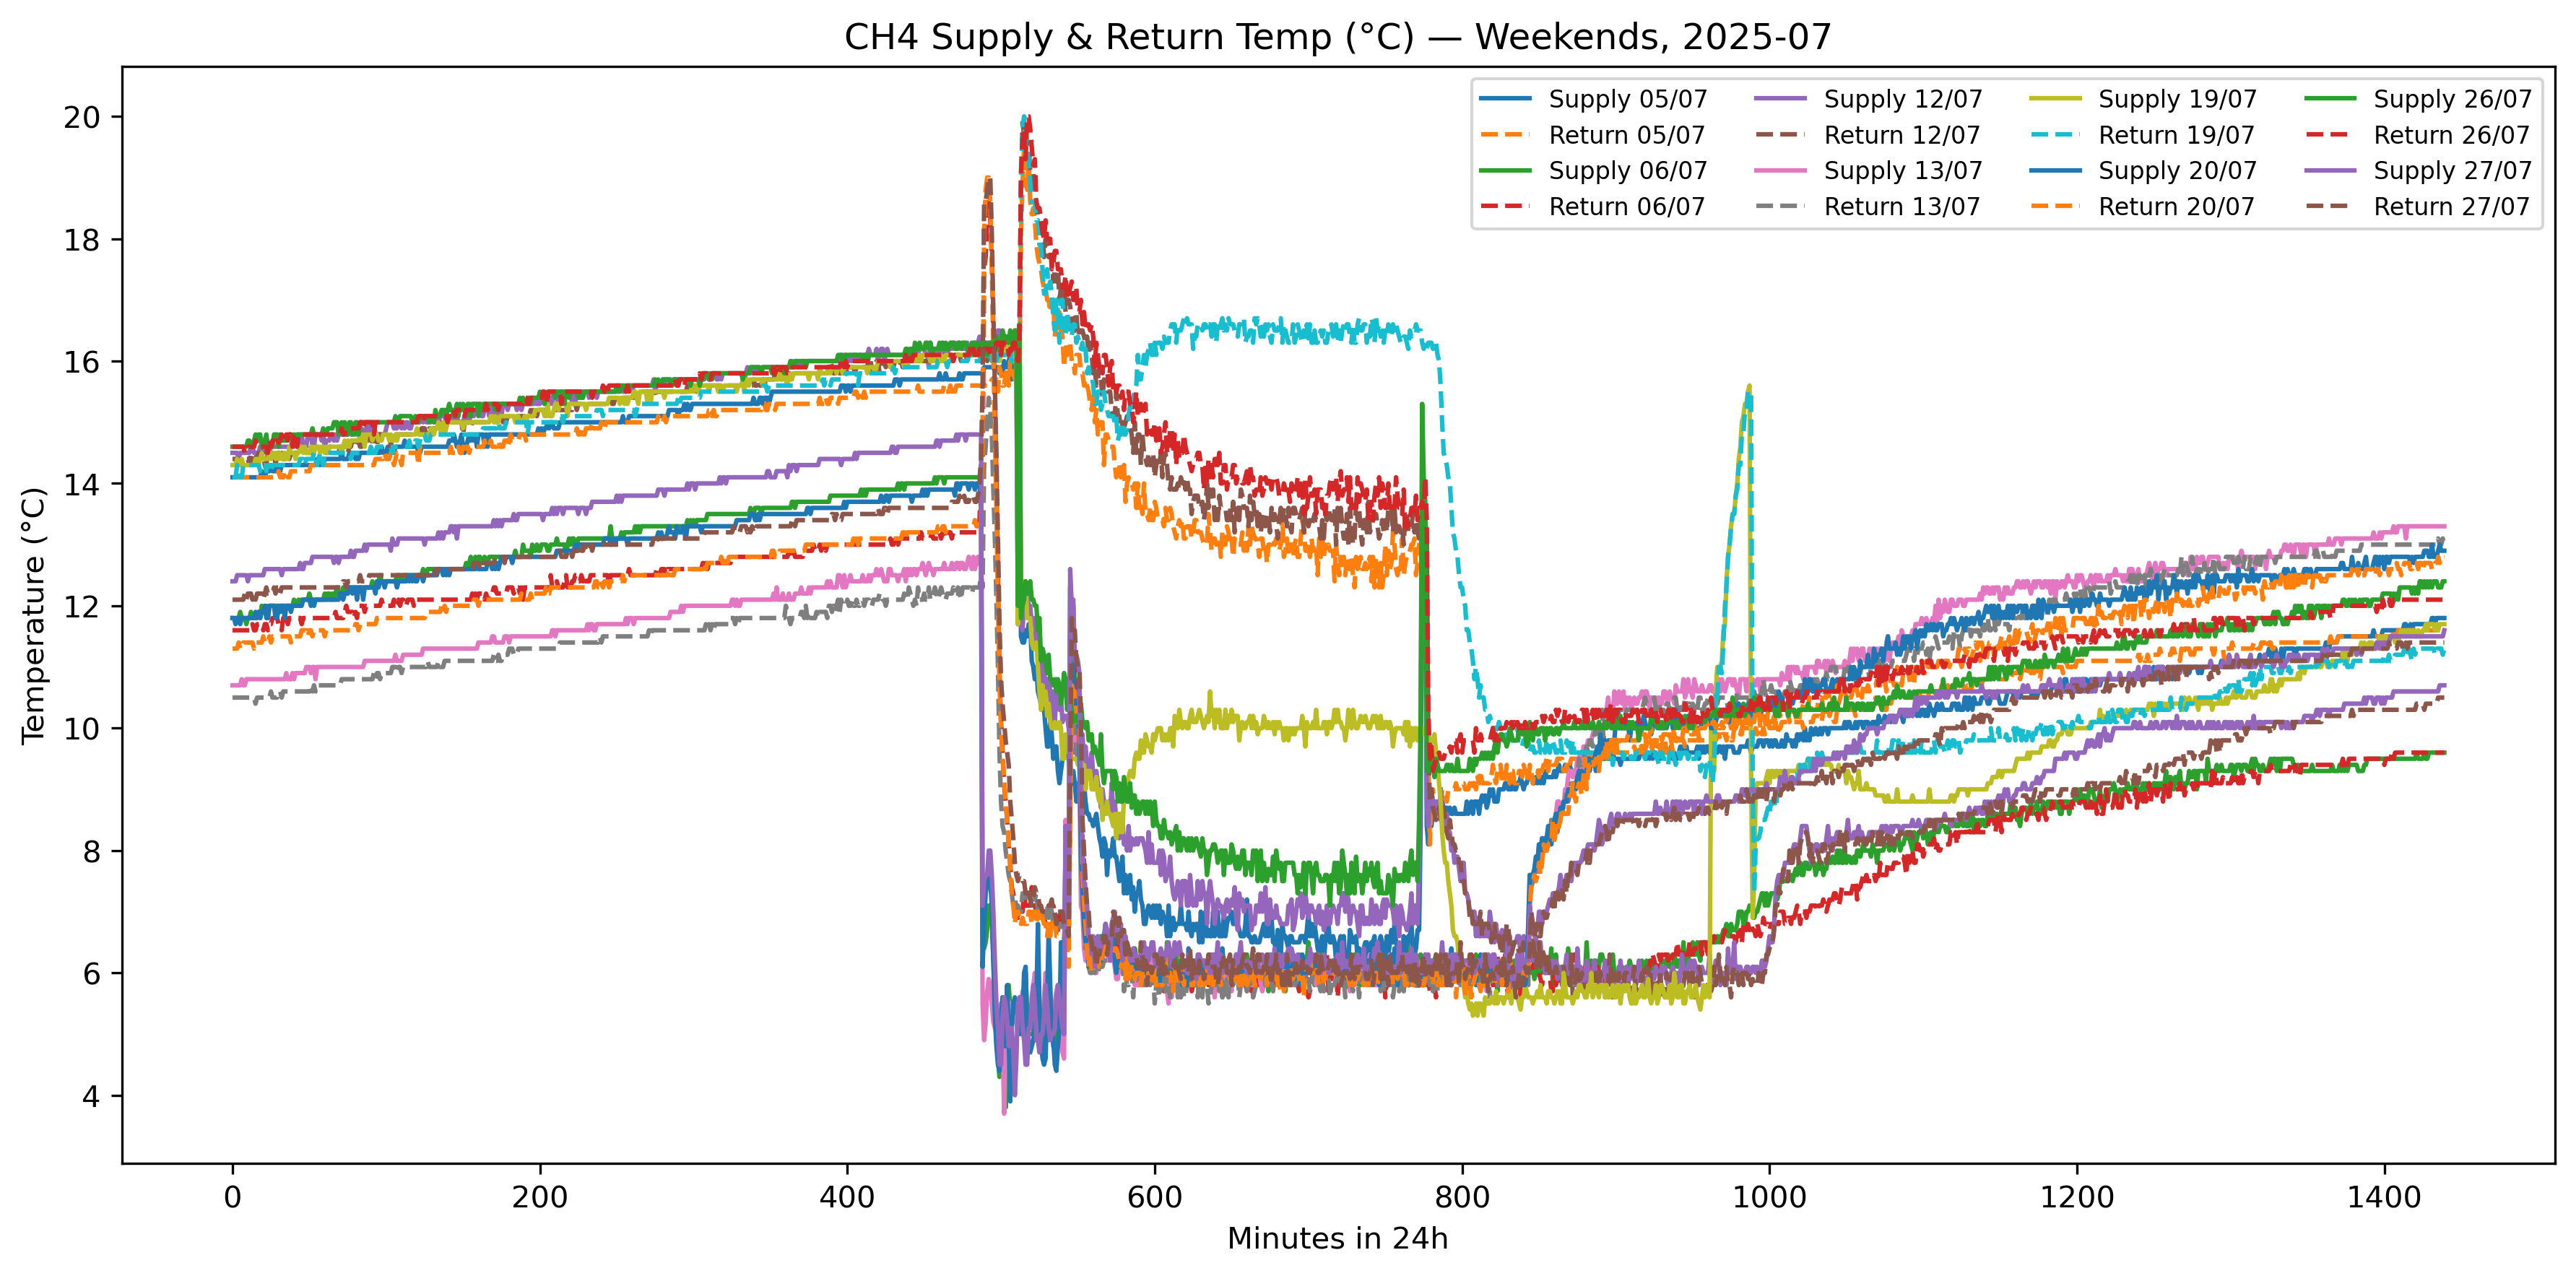 CH4 Supply & Return Temp (°C) — Weekends, 2025-07
Supply 05/07
Return 05/07
Supply 06/07
Return 06/07
Supply 12/07
Return 12/07
Supply 13/07
Return 13/07
Supply 19/07
Return 19/07
Supply 20/07
Return 20/07
Supply 26/07
Return 26/07
Supply 27/07
Return 27/07
Temperature (°C)
20
18
16
14
12
10
8
6
4
0 200 400 600 800 1000 1200 1400
Minutes in 24h